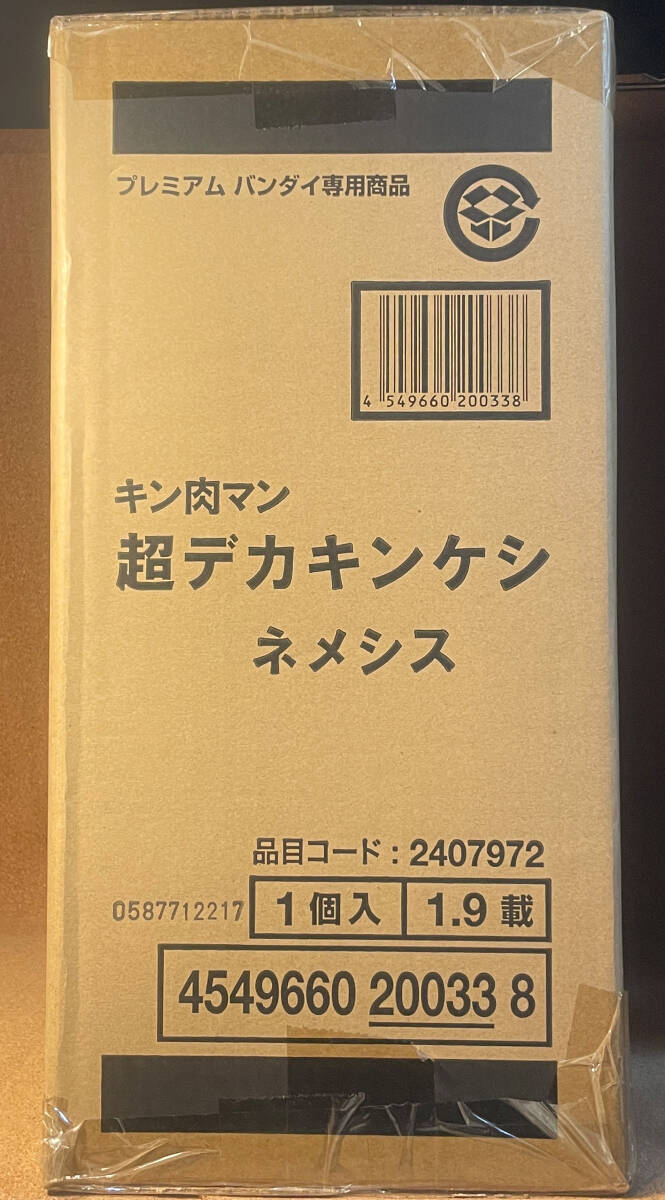 プレミアム バンダイ専用商品
4 549660 200338
キン肉マン
超デカキンケシ
ネメシス
品目コード：2407972
0587712217 1個入 1.9 載
4549660 20033 8